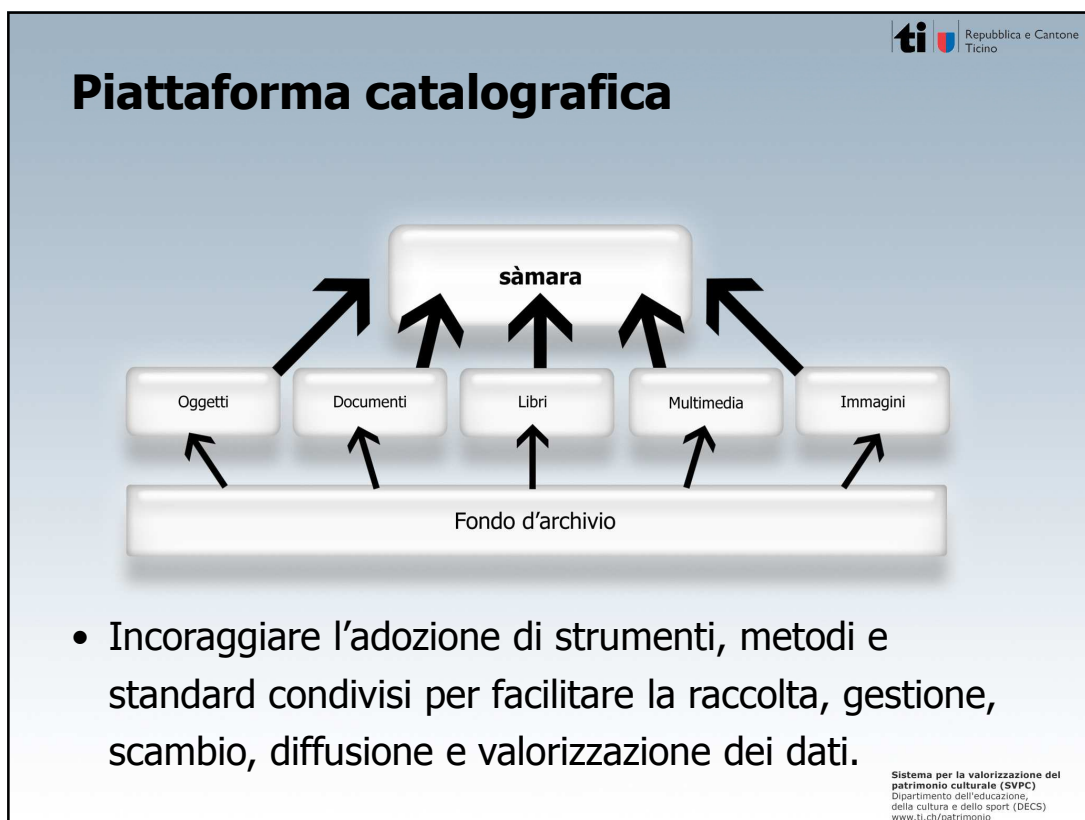 ti
Repubblica e Cantone
Ticino
Piattaforma catalografica
sàmara
Oggetti
Documenti
Libri
Multimedia
Immagini
Fondo d’archivio
• Incoraggiare l’adozione di strumenti, metodi e
standard condivisi per facilitare la raccolta, gestione,
scambio, diffusione e valorizzazione dei dati.
Sistema per la valorizzazione del
patrimonio culturale (SVPC)
Dipartimento dell'educazione,
della cultura e dello sport (DECS)
www.ti.ch/patrimonio